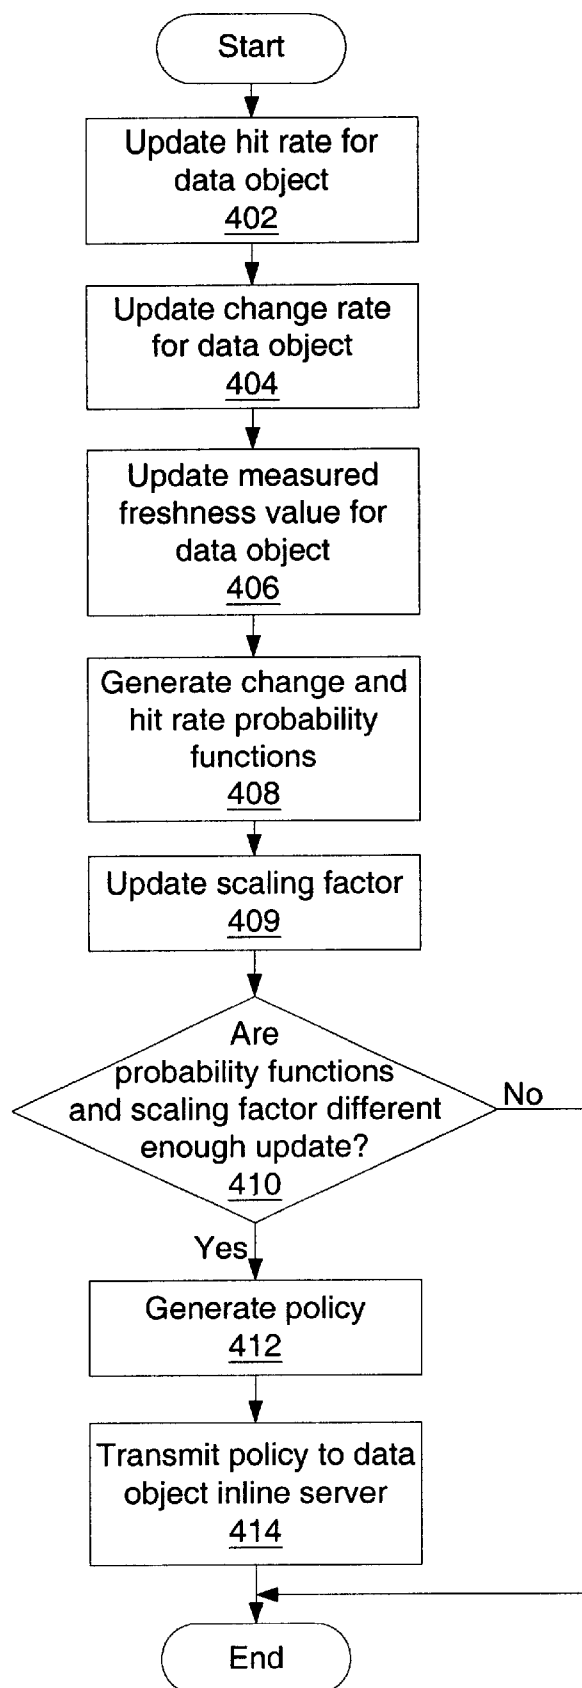 Start
Update hit rate for
data object
402
Update change rate
for data object
404
Update measured
freshness value for
data object
406
Generate change and
hit rate probability
functions
408
Update scaling factor
409
Are
probability functions
and scaling factor different
enough update?
410
No
Yes
Generate policy
412
Transmit policy to data
object inline server
414
End